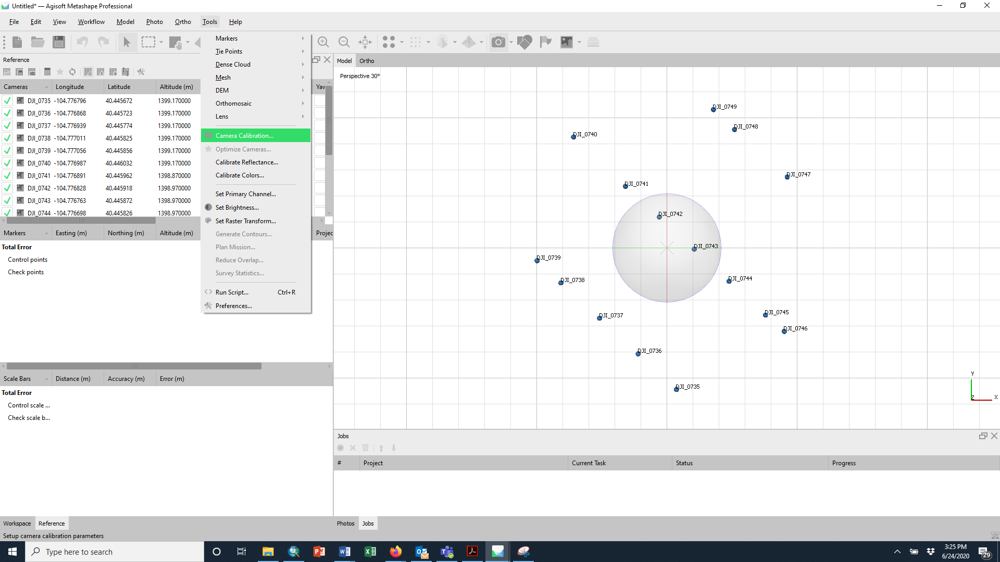 Untitled* — Agisoft Metashape Professional
File Edit View Workflow Model Photo Ortho Tools Help
Reference
Cameras Longitude Latitude Altitude (m) Yav
DJI_0735 -104.776796 40.445672 1399.170000
DJI_0736 -104.776868 40.445723 1399.170000
DJI_0737 -104.776939 40.445774 1399.170000
DJI_0738 -104.777011 40.445825 1399.170000
DJI_0739 -104.777056 40.445856 1399.170000
DJI_0740 -104.776987 40.446032 1399.170000
DJI_0741 -104.776891 40.445962 1398.870000
DJI_0742 -104.776828 40.445918 1398.970000
DJI_0743 -104.776763 40.445872 1398.970000
DJI_0744 -104.776698 40.445826 1398.970000
Markers Easting (m) Northing (m) Altitude (m) Projec
Total Error
Control points
Check points
Scale Bars Distance (m) Accuracy (m) Error (m)
Total Error
Control scale ...
Check scale b...
Workspace Reference
Setup camera calibration parameters
Markers
Tie Points
Dense Cloud
Mesh
DEM
Orthomosaic
Lens
Camera Calibration...
Optimize Cameras...
Calibrate Reflectance...
Calibrate Colors...
Set Primary Channel...
Set Brightness...
Set Raster Transform...
Generate Contours...
Plan Mission...
Reduce Overlap...
Survey Statistics...
Run Script... Ctrl+R
Preferences...
Model Ortho
Perspective 30°
DJI_0749
DJI_0748
DJI_0740
DJI_0747
DJI_0741
DJI_0742
DJI_0743
DJI_0739
DJI_0738
DJI_0744
DJI_0745
DJI_0737
DJI_0746
DJI_0736
DJI_0735
Y
Z X
Jobs
# Project Current Task Status Progress
Photos Jobs
Type here to search
3:25 PM
6/24/2020
29